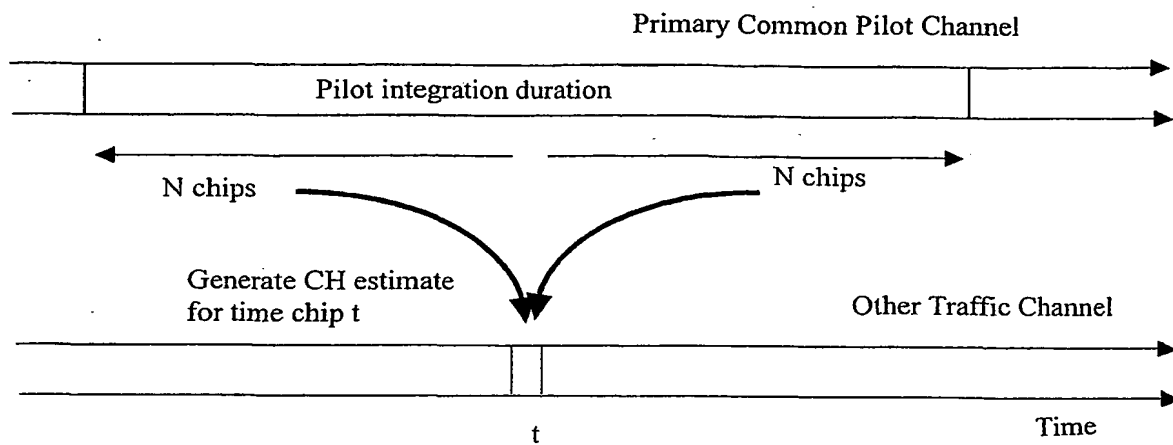 Primary Common Pilot Channel
Pilot integration duration
N chips
N chips
Generate CH estimate
for time chip t
Other Traffic Channel
t
Time